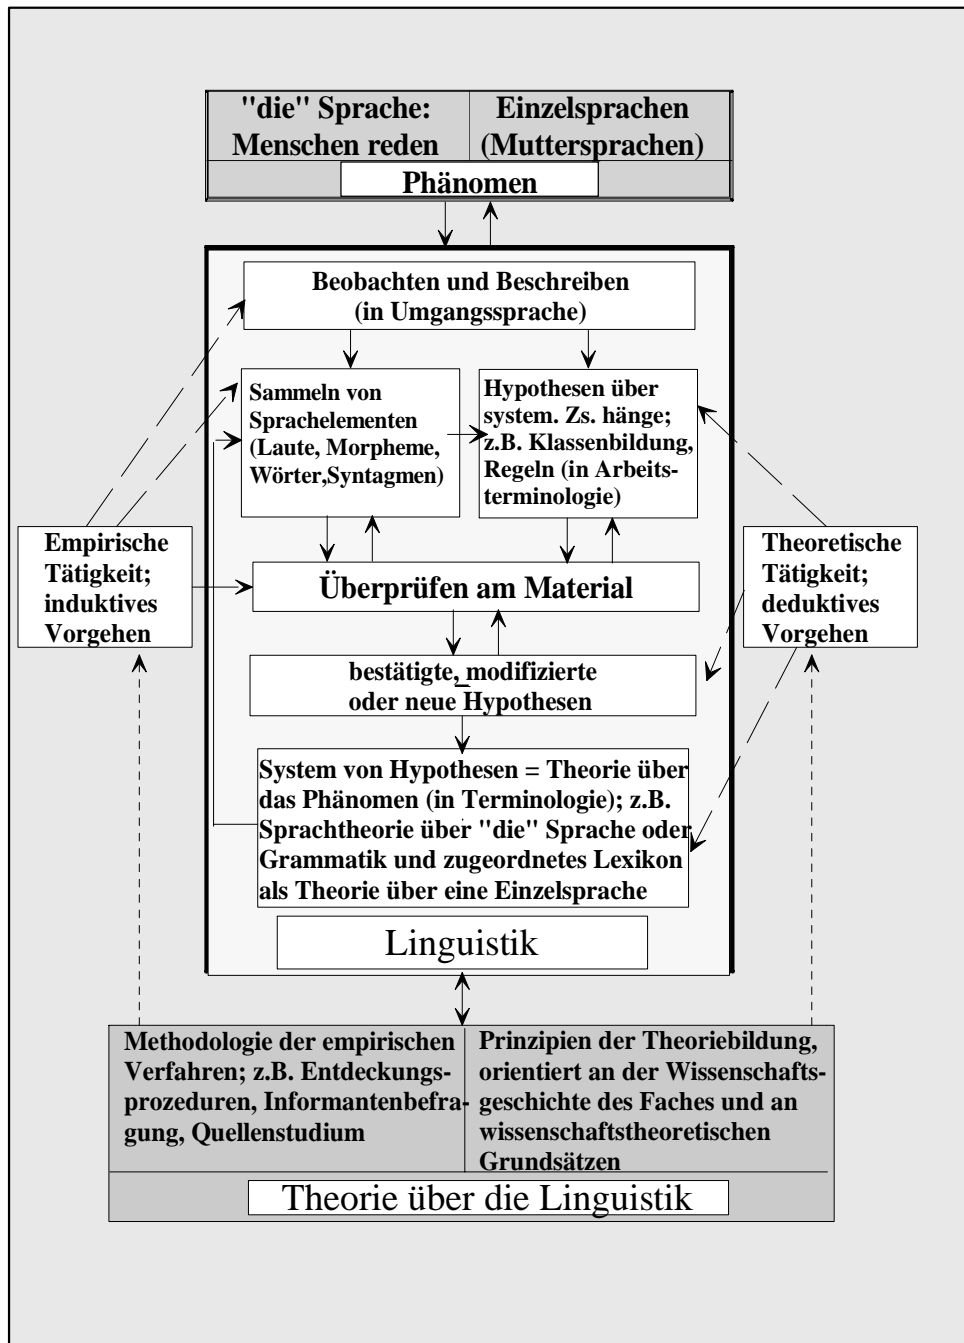 "die" Sprache:
Menschen reden
Einzelsprachen
(Muttersprachen)
Phänomen
Beobachten und Beschreiben
(in Umgangssprache)
Sammeln von
Sprachelementen
(Laute, Morpheme,
Wörter,Syntagmen)
Hypothesen über
system. Zs. hänge;
z.B. Klassenbildung,
Regeln (in Arbeits-
terminologie)
Empirische
Tätigkeit;
induktives
Vorgehen
Überprüfen am Material
Theoretische
Tätigkeit;
deduktives
Vorgehen
bestätigte, modifizierte
oder neue Hypothesen
System von Hypothesen = Theorie über
das Phänomen (in Terminologie); z.B.
Sprachtheorie über "die" Sprache oder
Grammatik und zugeordnetes Lexikon
als Theorie über eine Einzelsprache
Linguistik
Methodologie der empirischen
Verfahren; z.B. Entdeckungs-
prozeduren, Informantenbefra-
gung, Quellenstudium
Prinzipien der Theoriebildung,
orientiert an der Wissenschafts-
geschichte des Faches und an
wissenschaftstheoretischen
Grundsätzen
Theorie über die Linguistik